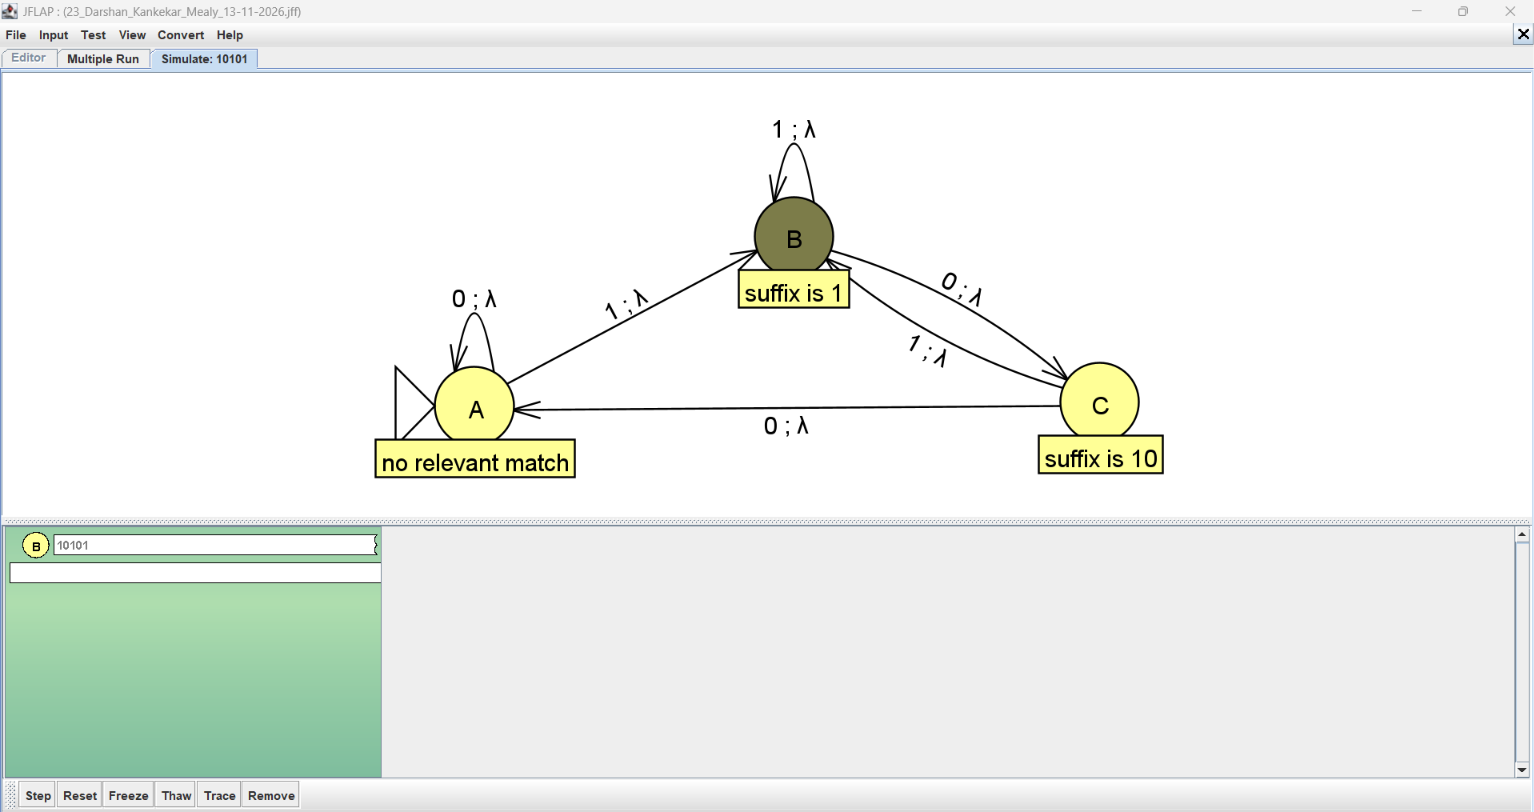 JFLAP : (23_Darshan_Kankekar_Mealy_13-11-2026.jff)
File Input Test View Convert Help
Editor Multiple Run Simulate: 10101
1 ; λ
B
suffix is 1
0 ; λ
1 ; λ
0 ; λ
1 ; λ
A
no relevant match
C
suffix is 10
0 ; λ
B 10101
Step Reset Freeze Thaw Trace Remove